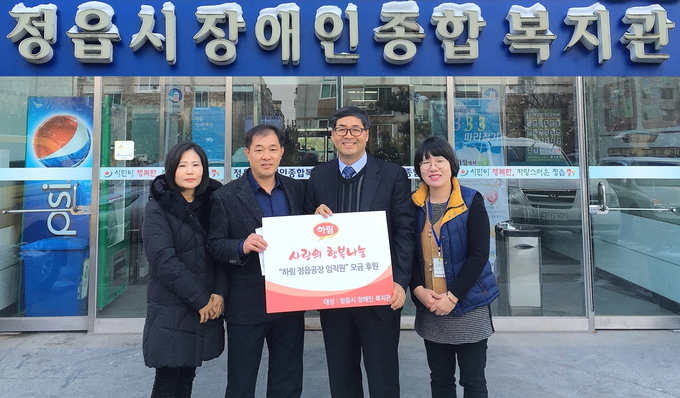 정읍시장애인종합복지관
pepsi
시민이 행복한, 자랑스러운 정읍
하림
사랑의 행복나눔
"하림 정읍공장 임직원" 모금 후원
대상 : 정읍시 장애인 복지관